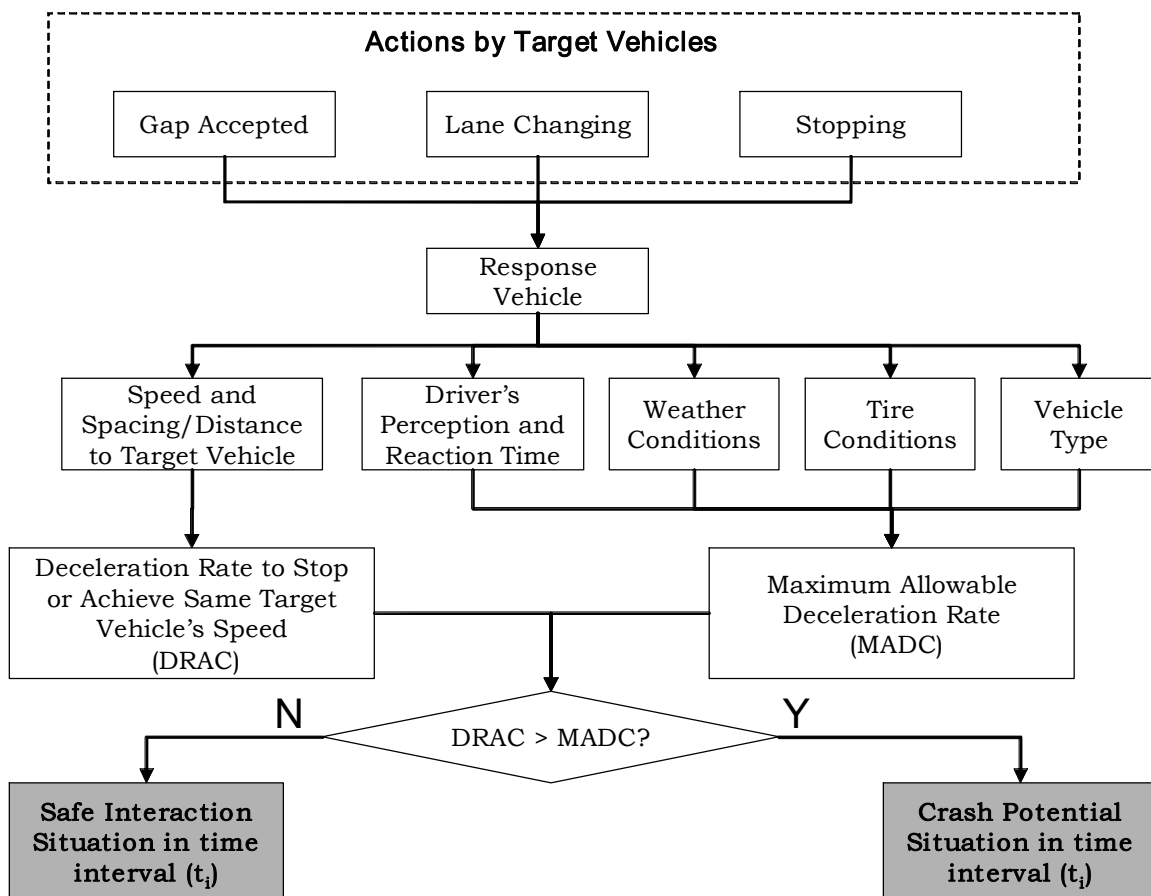 Actions by Target Vehicles
Gap Accepted
Lane Changing
Stopping
Response
Vehicle
Speed and
Spacing/Distance
to Target Vehicle
Driver's
Perception and
Reaction Time
Weather
Conditions
Tire
Conditions
Vehicle
Type
Deceleration Rate to Stop
or Achieve Same Target
Vehicle's Speed
(DRAC)
Maximum Allowable
Deceleration Rate
(MADC)
N
DRAC > MADC?
Y
Safe Interaction
Situation in time
interval (tᵢ)
Crash Potential
Situation in time
interval (tᵢ)